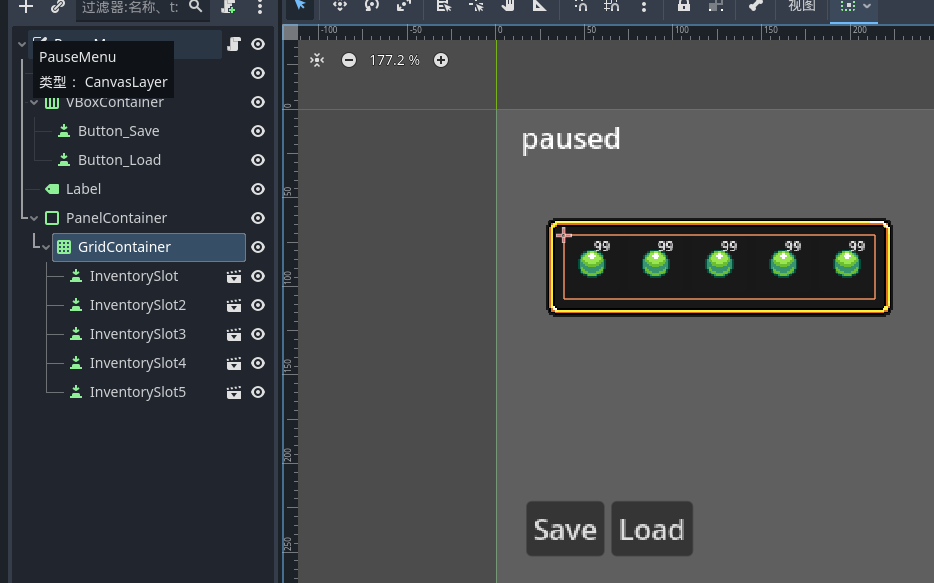 过滤器:名称、t:
视图
PauseMenu
类型 : CanvasLayer
VBoxContainer
Button_Save
Button_Load
Label
PanelContainer
GridContainer
InventorySlot
InventorySlot2
InventorySlot3
InventorySlot4
InventorySlot5
-100 -50 0 50 100 150 200
177.2 %
0
50
100
150
200
250
paused
99 99 99 99 99
Save Load